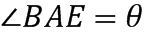 ∠BAE = θ